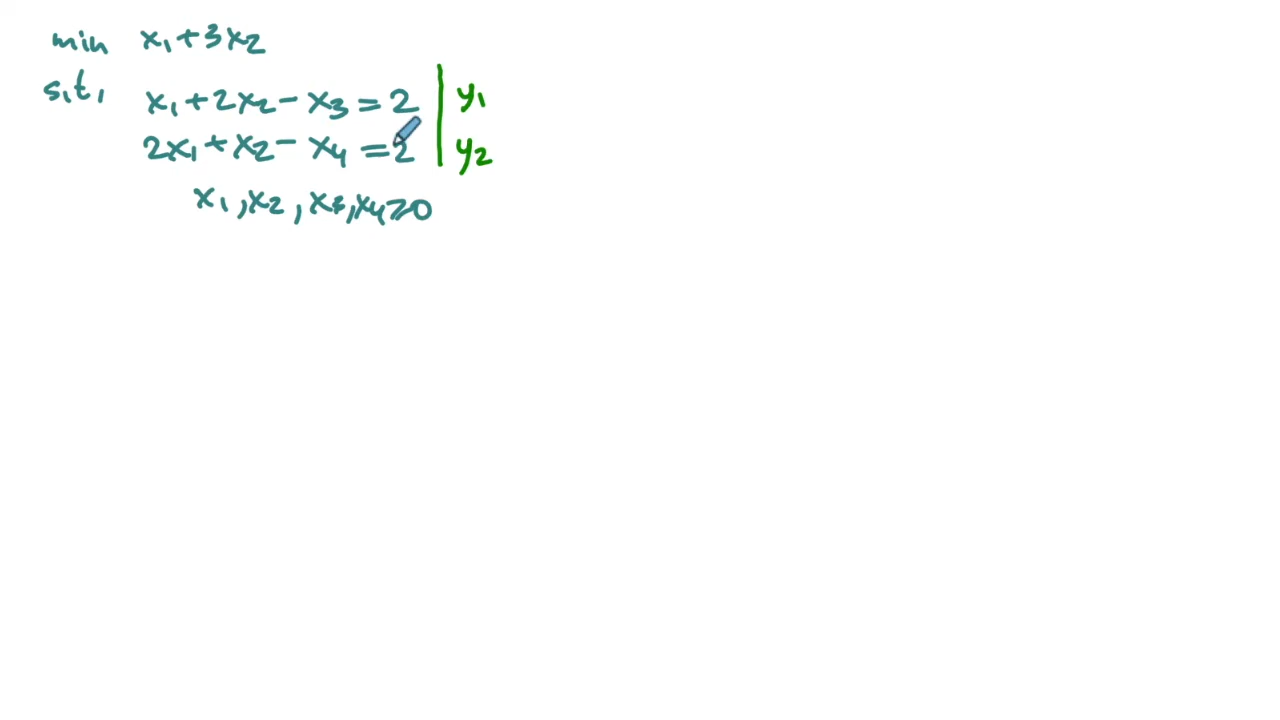 min x₁+3x₂
s.t. x₁+2x₂-x₃=2 | y₁
2x₁+x₂-x₄=2 | y₂
x₁,x₂,x₃,x₄≥0